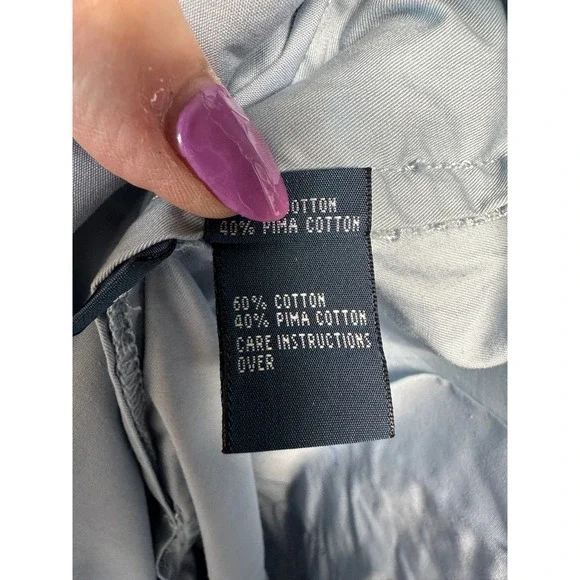 COTTON
40% PIMA COTTON
60% COTTON
40% PIMA COTTON
CARE INSTRUCTIONS
OVER